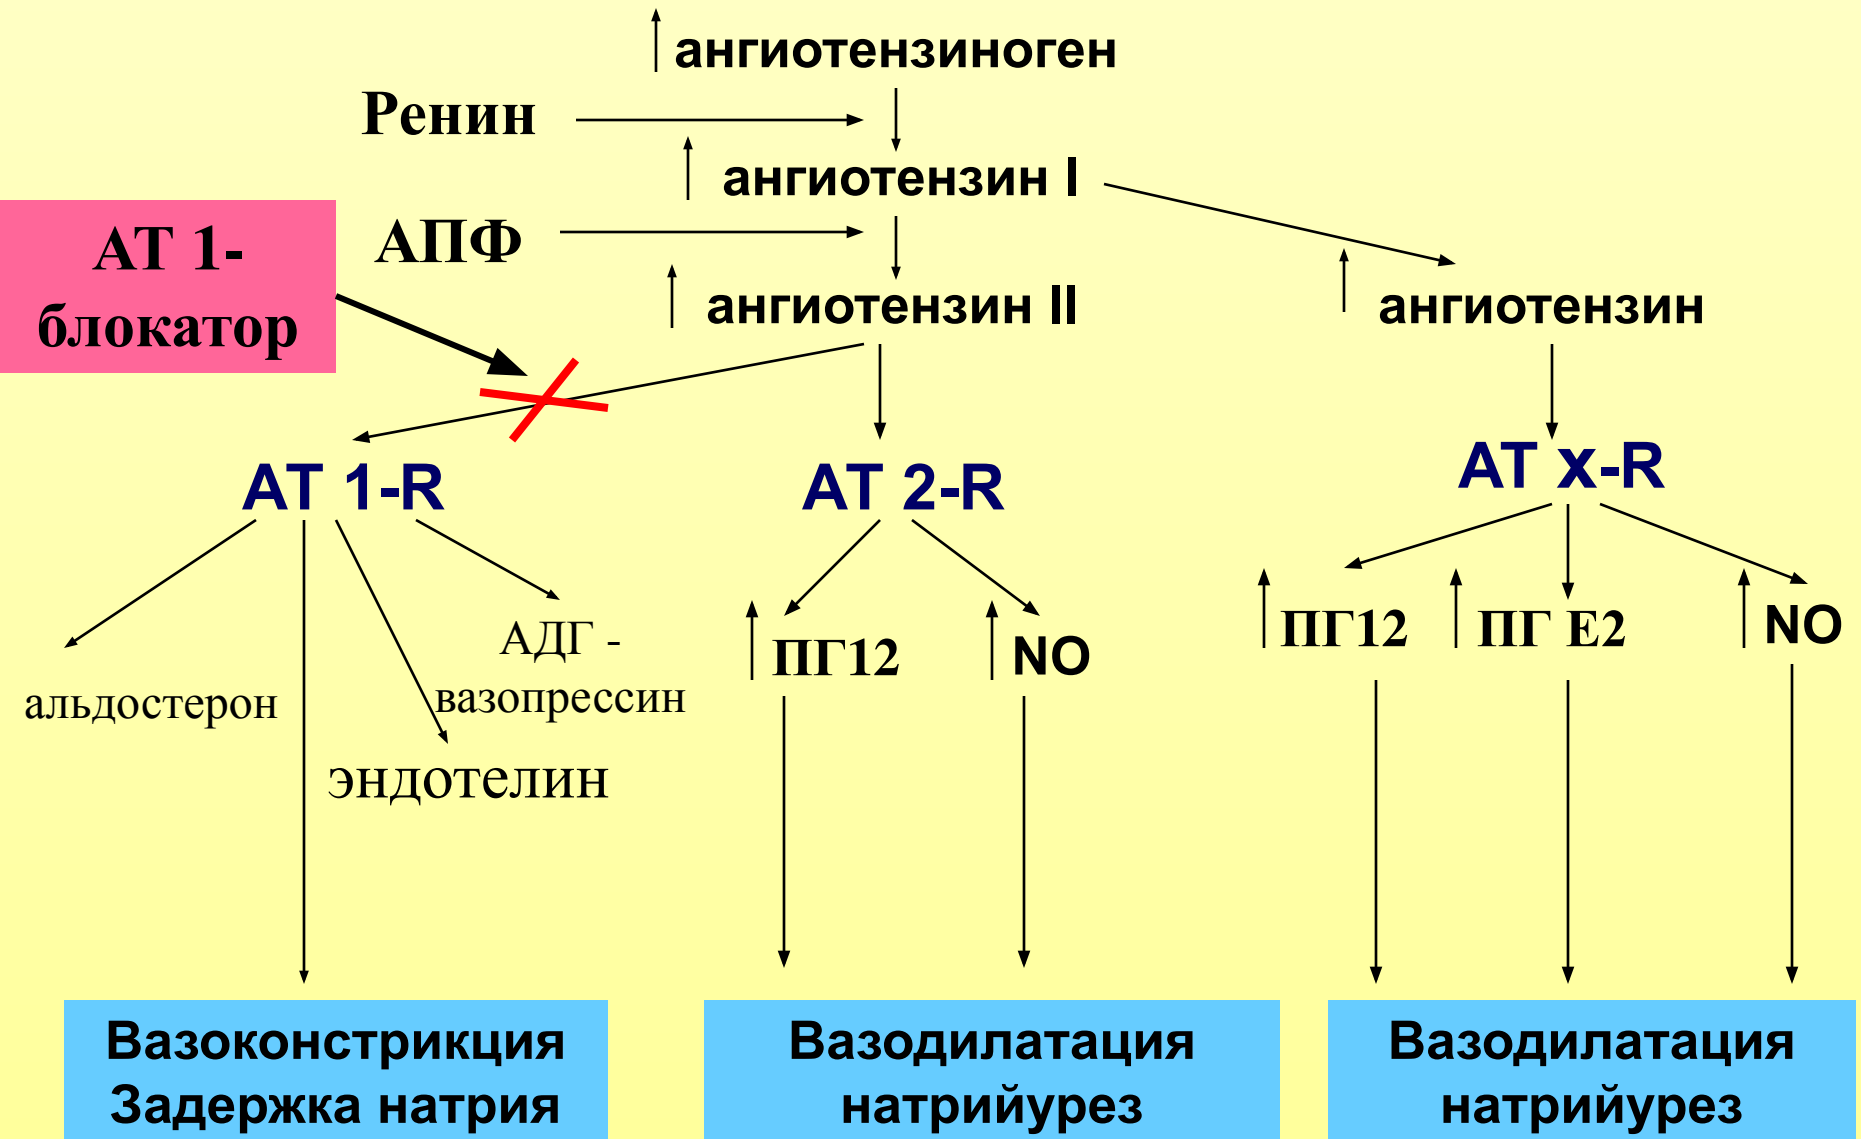 ангиотензиноген
Ренин
ангиотензин I
АТ 1-
блокатор
АПФ
ангиотензин II
ангиотензин
АТ 1-R
АТ 2-R
АТ х-R
альдостерон
АДГ -
вазопрессин
эндотелин
ПГ12
NO
ПГ12
ПГ Е2
NO
Вазоконстрикция
Задержка натрия
Вазодилатация
натрийурез
Вазодилатация
натрийурез